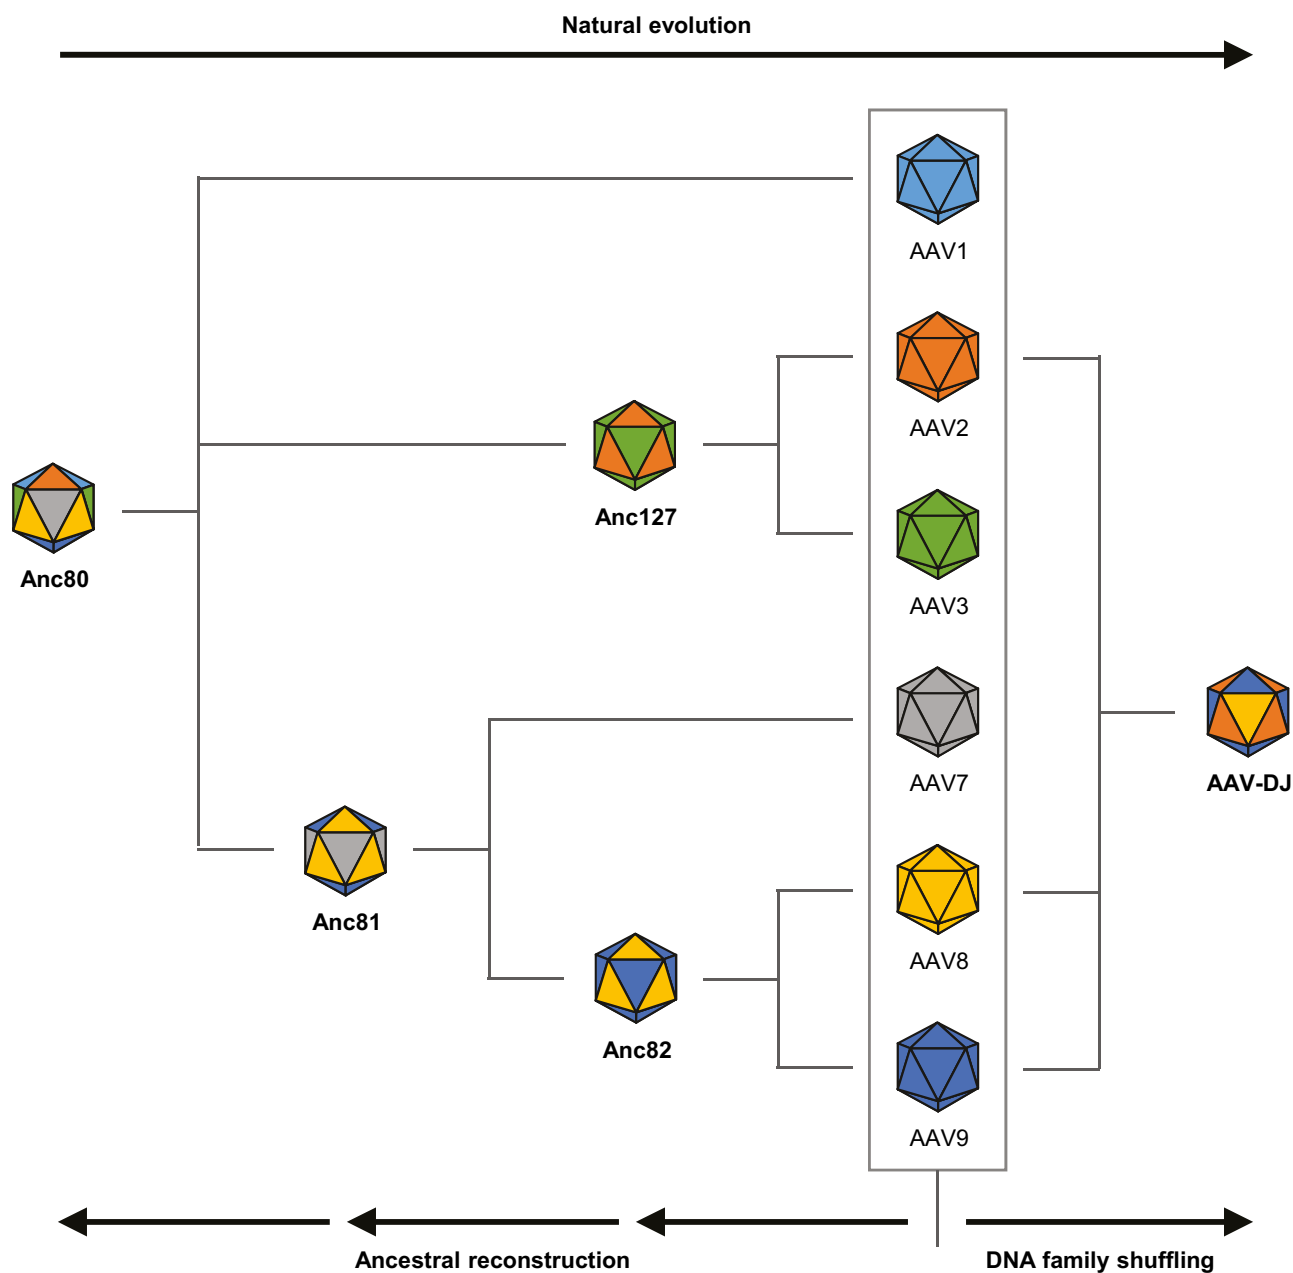 Natural evolution
AAV1
AAV2
Anc127
Anc80
AAV3
AAV7
AAV-DJ
Anc81
AAV8
Anc82
AAV9
Ancestral reconstruction
DNA family shuffling